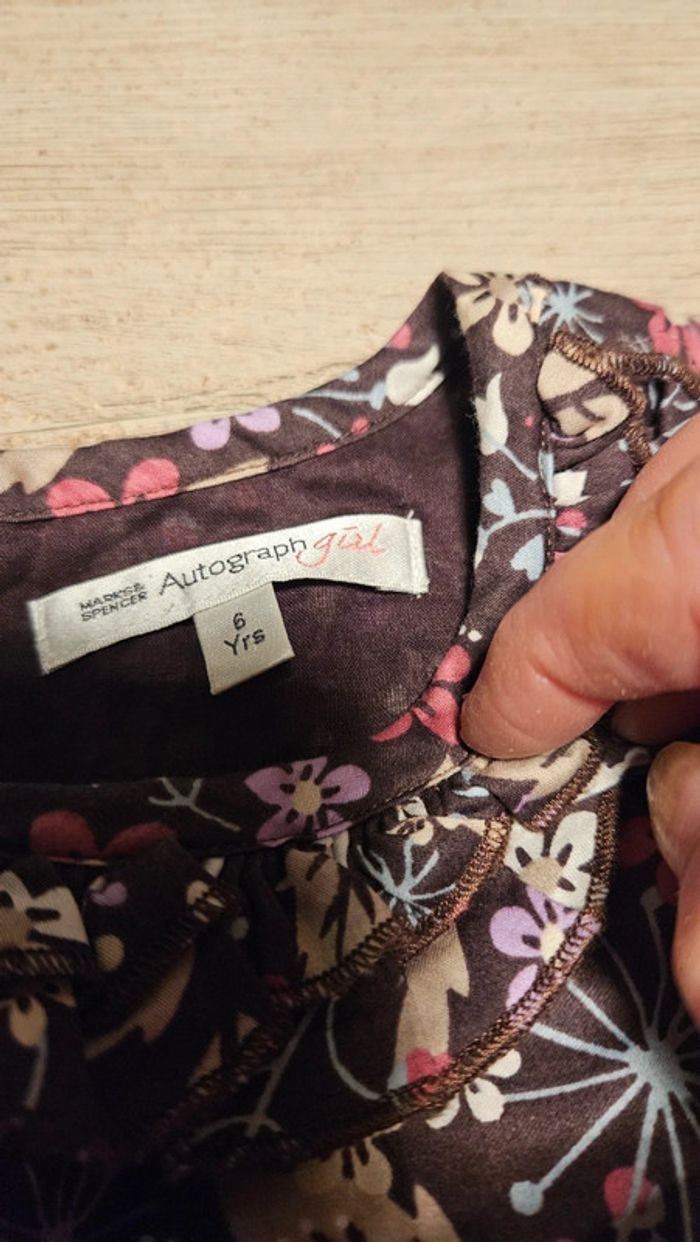 MARKS&
SPENCER
Autograph girl
6
Yrs